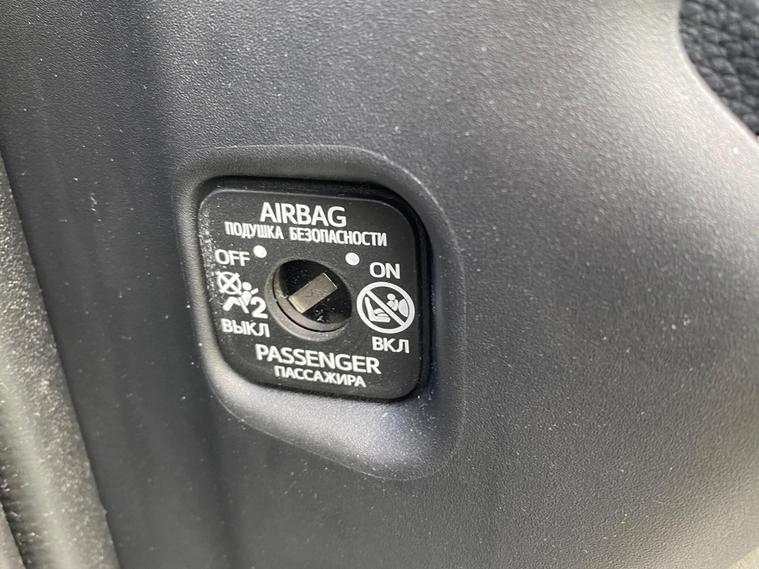 AIRBAG
ПОДУШКА БЕЗОПАСНОСТИ
OFF
ON
2
ВЫКЛ
ВКЛ
PASSENGER
ПАССАЖИРА